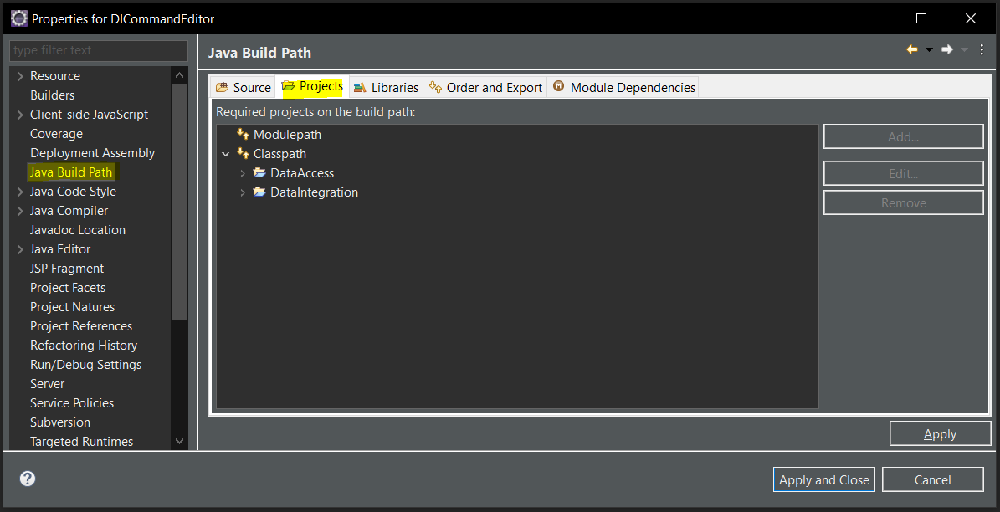 Properties for DICommandEditor
type filter text
Resource
Builders
Client-side JavaScript
Coverage
Deployment Assembly
Java Build Path
Java Code Style
Java Compiler
Javadoc Location
Java Editor
JSP Fragment
Project Facets
Project Natures
Project References
Refactoring History
Run/Debug Settings
Server
Service Policies
Subversion
Targeted Runtimes
Java Build Path
Source Projects Libraries Order and Export Module Dependencies
Required projects on the build path:
Modulepath
Classpath
DataAccess
DataIntegration
Add...
Edit...
Remove
Apply
Apply and Close Cancel